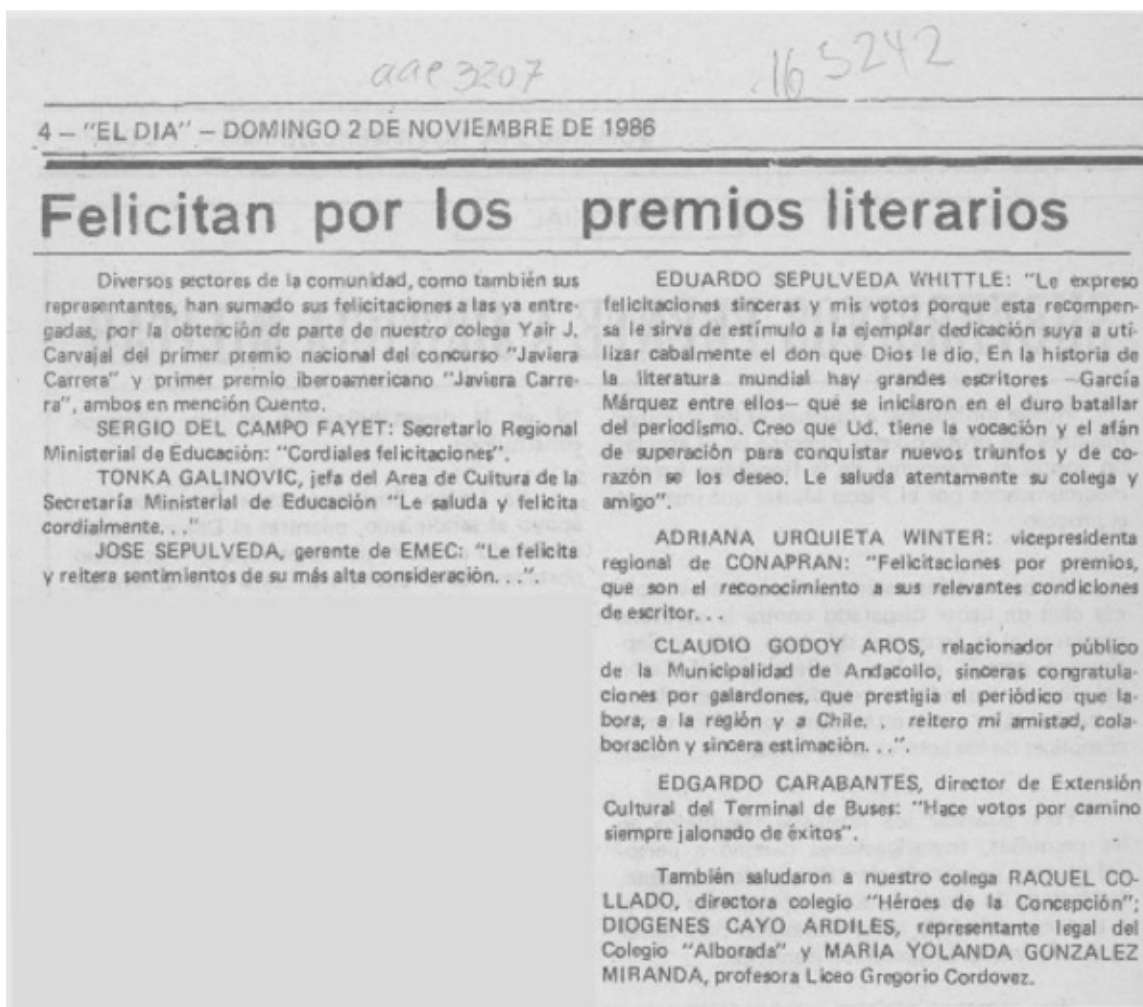 aae 3207
165242
4 — "EL DIA" — DOMINGO 2 DE NOVIEMBRE DE 1986
Felicitan por los premios literarios
Diversos sectores de la comunidad, como también sus
representantes, han sumado sus felicitaciones a las ya entre-
gadas, por la obtención de parte de nuestro colega Yair J.
Carvajal del primer premio nacional del concurso "Javiera
Carrera" y primer premio iberoamericano "Javiera Carre-
ra", ambos en mención Cuento.
SERGIO DEL CAMPO FAYET: Secretario Regional
Ministerial de Educación: "Cordiales felicitaciones".
TONKA GALINOVIC, jefa del Area de Cultura de la
Secretaría Ministerial de Educación "Le saluda y felicita
cordialmente. . ."
JOSE SEPULVEDA, gerente de EMEC: "Le felicita
y reitera sentimientos de su más alta consideración. . .".
EDUARDO SEPULVEDA WHITTLE: "Le expreso
felicitaciones sinceras y mis votos porque esta recompen-
sa le sirva de estímulo a la ejemplar dedicación suya a uti-
lizar cabalmente el don que Dios le dio. En la historia de
la literatura mundial hay grandes escritores —García
Márquez entre ellos— que se iniciaron en el duro batallar
del periodismo. Creo que Ud. tiene la vocación y el afán
de superación para conquistar nuevos triunfos y de co-
razón se los deseo. Le saluda atentamente su colega y
amigo".
ADRIANA URQUIETA WINTER: vicepresidenta
regional de CONAPRAN: "Felicitaciones por premios,
que son el reconocimiento a sus relevantes condiciones
de escritor. . .
CLAUDIO GODOY AROS, relacionador público
de la Municipalidad de Andacollo, sinceras congratula-
ciones por galardones, que prestigia el periódico que la-
bora, a la región y a Chile. . . reitero mi amistad, cola-
boración y sincera estimación. . .".
EDGARDO CARABANTES, director de Extensión
Cultural del Terminal de Buses: "Hace votos por camino
siempre jalonado de éxitos".
También saludaron a nuestro colega RAQUEL CO-
LLADO, directora colegio "Héroes de la Concepción";
DIOGENES CAYO ARDILES, representante legal del
Colegio "Alborada" y MARIA YOLANDA GONZALEZ
MIRANDA, profesora Liceo Gregorio Cordovez.